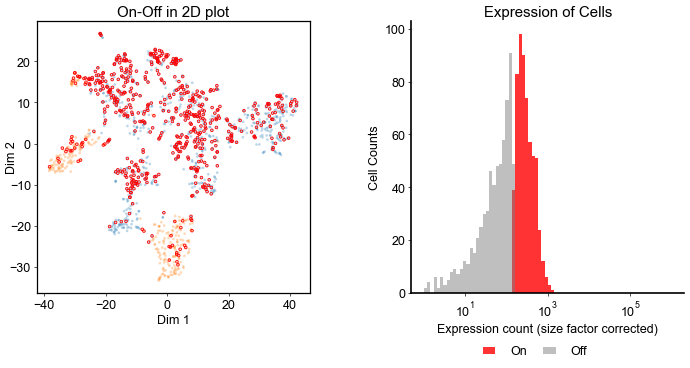 On-Off in 2D plot
Dim 2
20
10
0
−10
−20
−30
−40
−20
0
20
40
Dim 1
Expression of Cells
Cell Counts
100
80
60
40
20
0
10^1
10^3
10^5
Expression count (size factor corrected)
On
Off